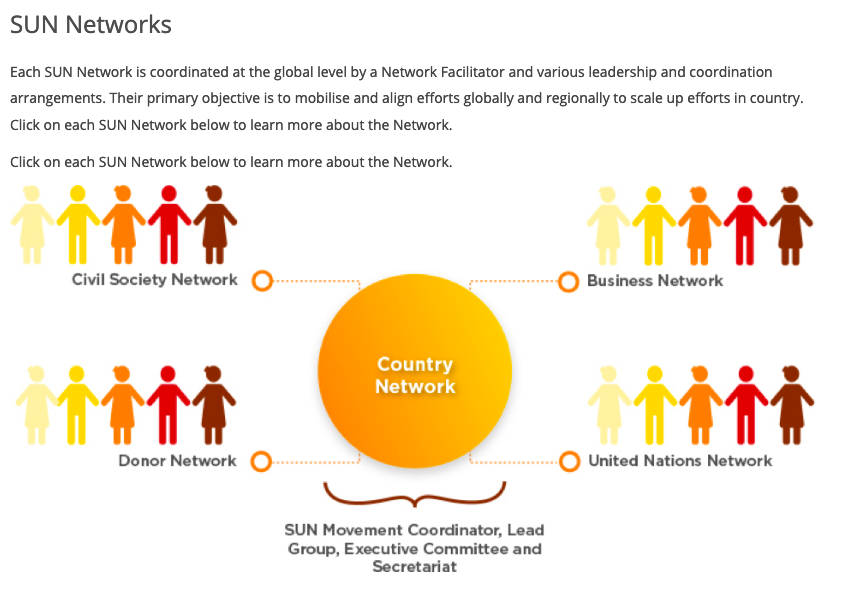 SUN Networks
Each SUN Network is coordinated at the global level by a Network Facilitator and various leadership and coordination
arrangements. Their primary objective is to mobilise and align efforts globally and regionally to scale up efforts in country.
Click on each SUN Network below to learn more about the Network.
Click on each SUN Network below to learn more about the Network.
Civil Society Network
Business Network
Country
Network
Donor Network
United Nations Network
SUN Movement Coordinator, Lead
Group, Executive Committee and
Secretariat